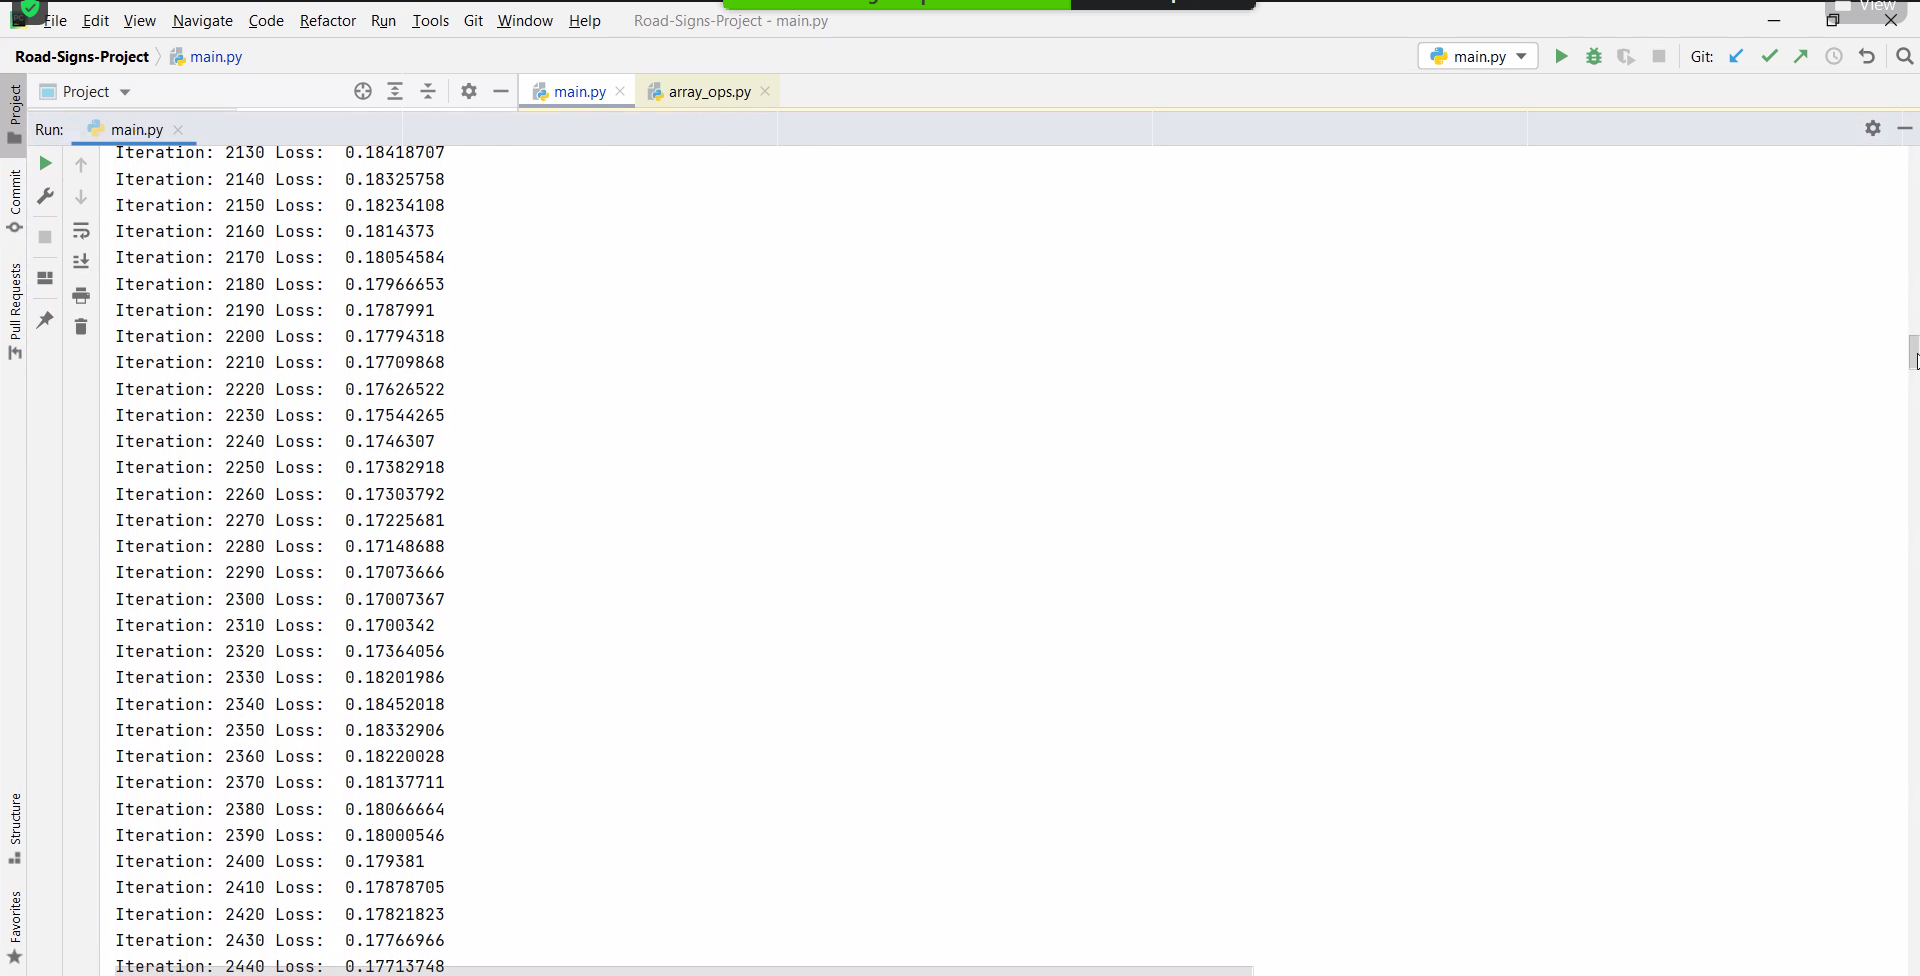 View
File Edit View Navigate Code Refactor Run Tools Git Window Help Road-Signs-Project - main.py
Road-Signs-Project main.py main.py Git:
Project main.py array_ops.py
Run: main.py
Project
Commit
Pull Requests
Structure
Favorites
Iteration: 2130 Loss: 0.18418707
Iteration: 2140 Loss: 0.18325758
Iteration: 2150 Loss: 0.18234108
Iteration: 2160 Loss: 0.1814373
Iteration: 2170 Loss: 0.18054584
Iteration: 2180 Loss: 0.17966653
Iteration: 2190 Loss: 0.1787991
Iteration: 2200 Loss: 0.17794318
Iteration: 2210 Loss: 0.17709868
Iteration: 2220 Loss: 0.17626522
Iteration: 2230 Loss: 0.17544265
Iteration: 2240 Loss: 0.1746307
Iteration: 2250 Loss: 0.17382918
Iteration: 2260 Loss: 0.17303792
Iteration: 2270 Loss: 0.17225681
Iteration: 2280 Loss: 0.17148688
Iteration: 2290 Loss: 0.17073666
Iteration: 2300 Loss: 0.17007367
Iteration: 2310 Loss: 0.1700342
Iteration: 2320 Loss: 0.17364056
Iteration: 2330 Loss: 0.18201986
Iteration: 2340 Loss: 0.18452018
Iteration: 2350 Loss: 0.18332906
Iteration: 2360 Loss: 0.18220028
Iteration: 2370 Loss: 0.18137711
Iteration: 2380 Loss: 0.18066664
Iteration: 2390 Loss: 0.18000546
Iteration: 2400 Loss: 0.179381
Iteration: 2410 Loss: 0.17878705
Iteration: 2420 Loss: 0.17821823
Iteration: 2430 Loss: 0.17766966
Iteration: 2440 Loss: 0.17713748